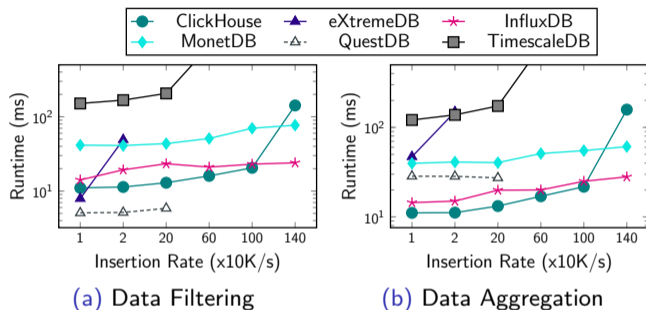 ClickHouse eXtremeDB InfluxDB
MonetDB QuestDB TimescaleDB
Runtime (ms)
10²
10¹
1 2 20 60 100 140
Insertion Rate (x10K/s)
(a) Data Filtering
Runtime (ms)
10²
10¹
1 2 20 60 100 140
Insertion Rate (x10K/s)
(b) Data Aggregation